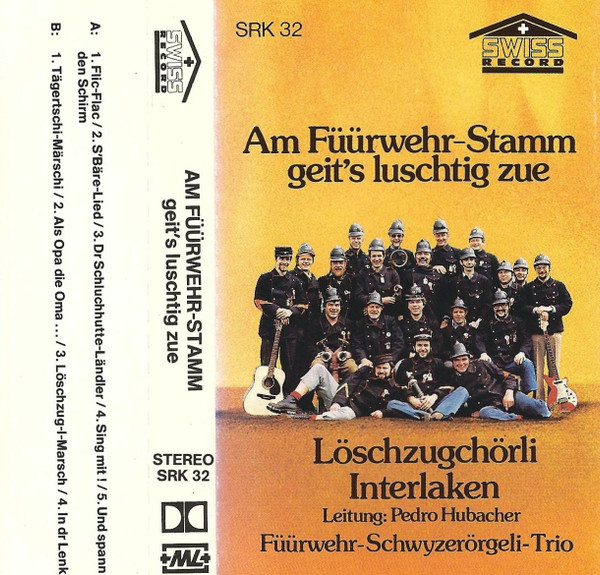 A: 1. Flic-Flac / 2. S'Bäre-Lied / 3. Dr Schluchhutte-Ländler / 4. Sing mit! / 5. Und spann
den Schirm
B: 1. Tägertschi-Märschi / 2. Als Opa die Oma ... / 3. Löschzug-I-Marsch / 4. In dr Lenk
SWISS
RECORD
AM FÜÜRWEHR-STAMM
geit's luschtig zue
STEREO
SRK 32
ML
SRK 32
SWISS
RECORD
Am Füürwehr-Stamm
geit's luschtig zue
Löschzugchörli
Interlaken
Leitung: Pedro Hubacher
Füürwehr-Schwyzerörgeli-Trio